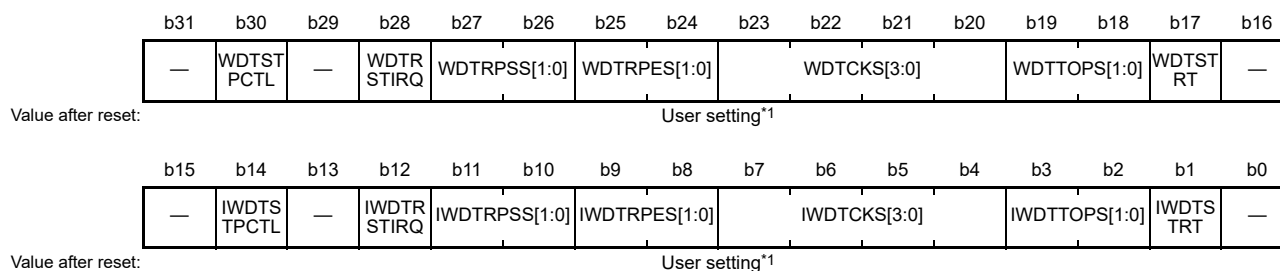 b31 b30 b29 b28 b27 b26 b25 b24 b23 b22 b21 b20 b19 b18 b17 b16
— WDTST PCTL — WDTR STIRQ WDTRPSS[1:0] WDTRPES[1:0] WDTCKS[3:0] WDTTOPS[1:0] WDTST RT —
Value after reset: User setting*1
b15 b14 b13 b12 b11 b10 b9 b8 b7 b6 b5 b4 b3 b2 b1 b0
— IWDTS TPCTL — IWDTR STIRQ IWDTRPSS[1:0] IWDTRPES[1:0] IWDTCKS[3:0] IWDTTOPS[1:0] IWDTS TRT —
Value after reset: User setting*1